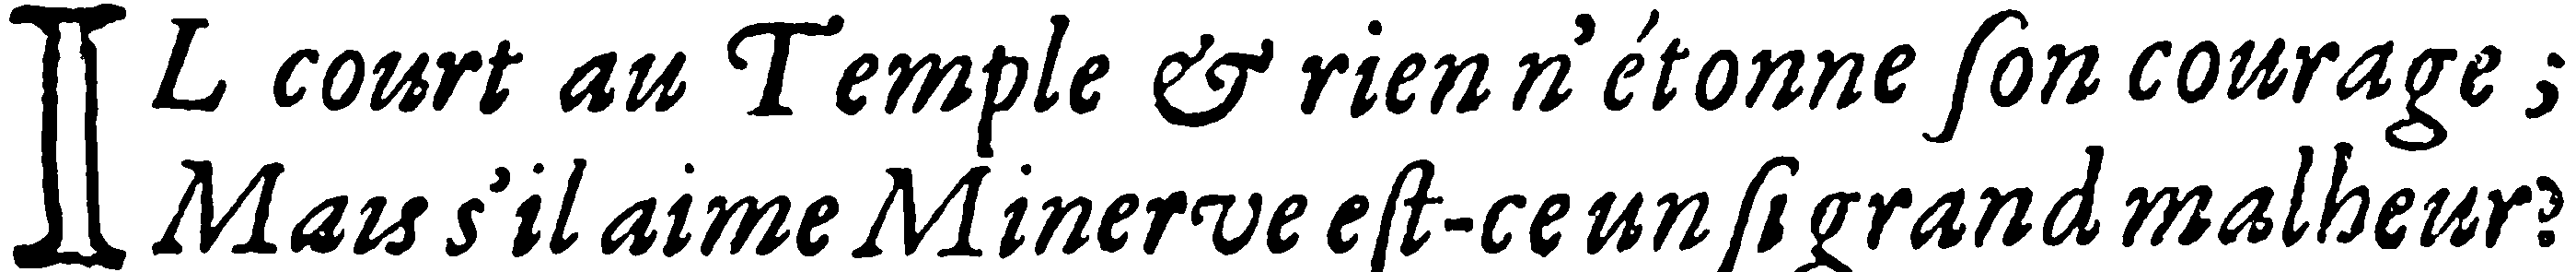 IL court au Temple & rien n'étonne ſon courage ;
Mais s'il aime Minerve eſt-ce un ſi grand malheur?